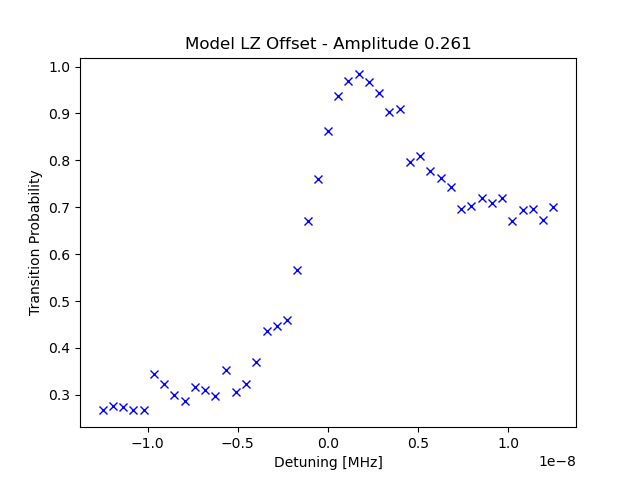 Model LZ Offset - Amplitude 0.261
1.0
0.9
0.8
0.7
0.6
0.5
0.4
0.3
Transition Probability
−1.0 −0.5 0.0 0.5 1.0
1e−8
Detuning [MHz]